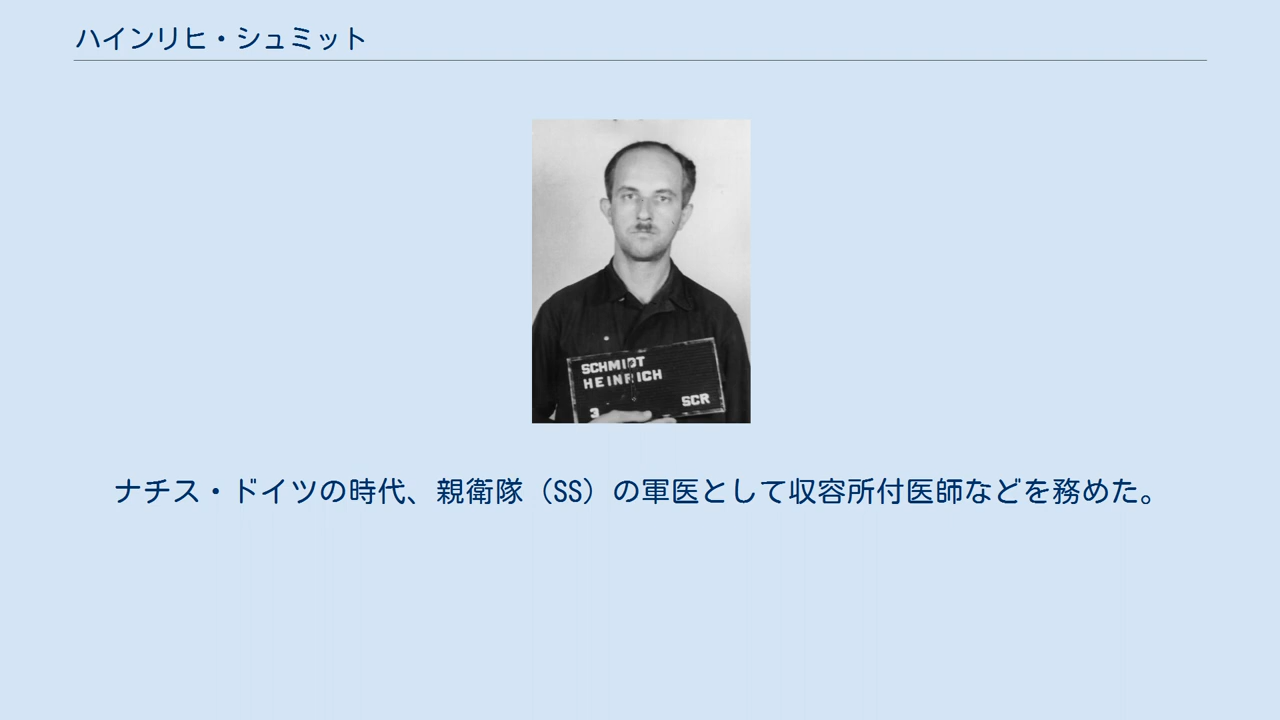 ハインリヒ・シュミット
SCHMIDT
HEINRICH
3 SCR
ナチス・ドイツの時代、親衛隊（SS）の軍医として収容所付医師などを務めた。